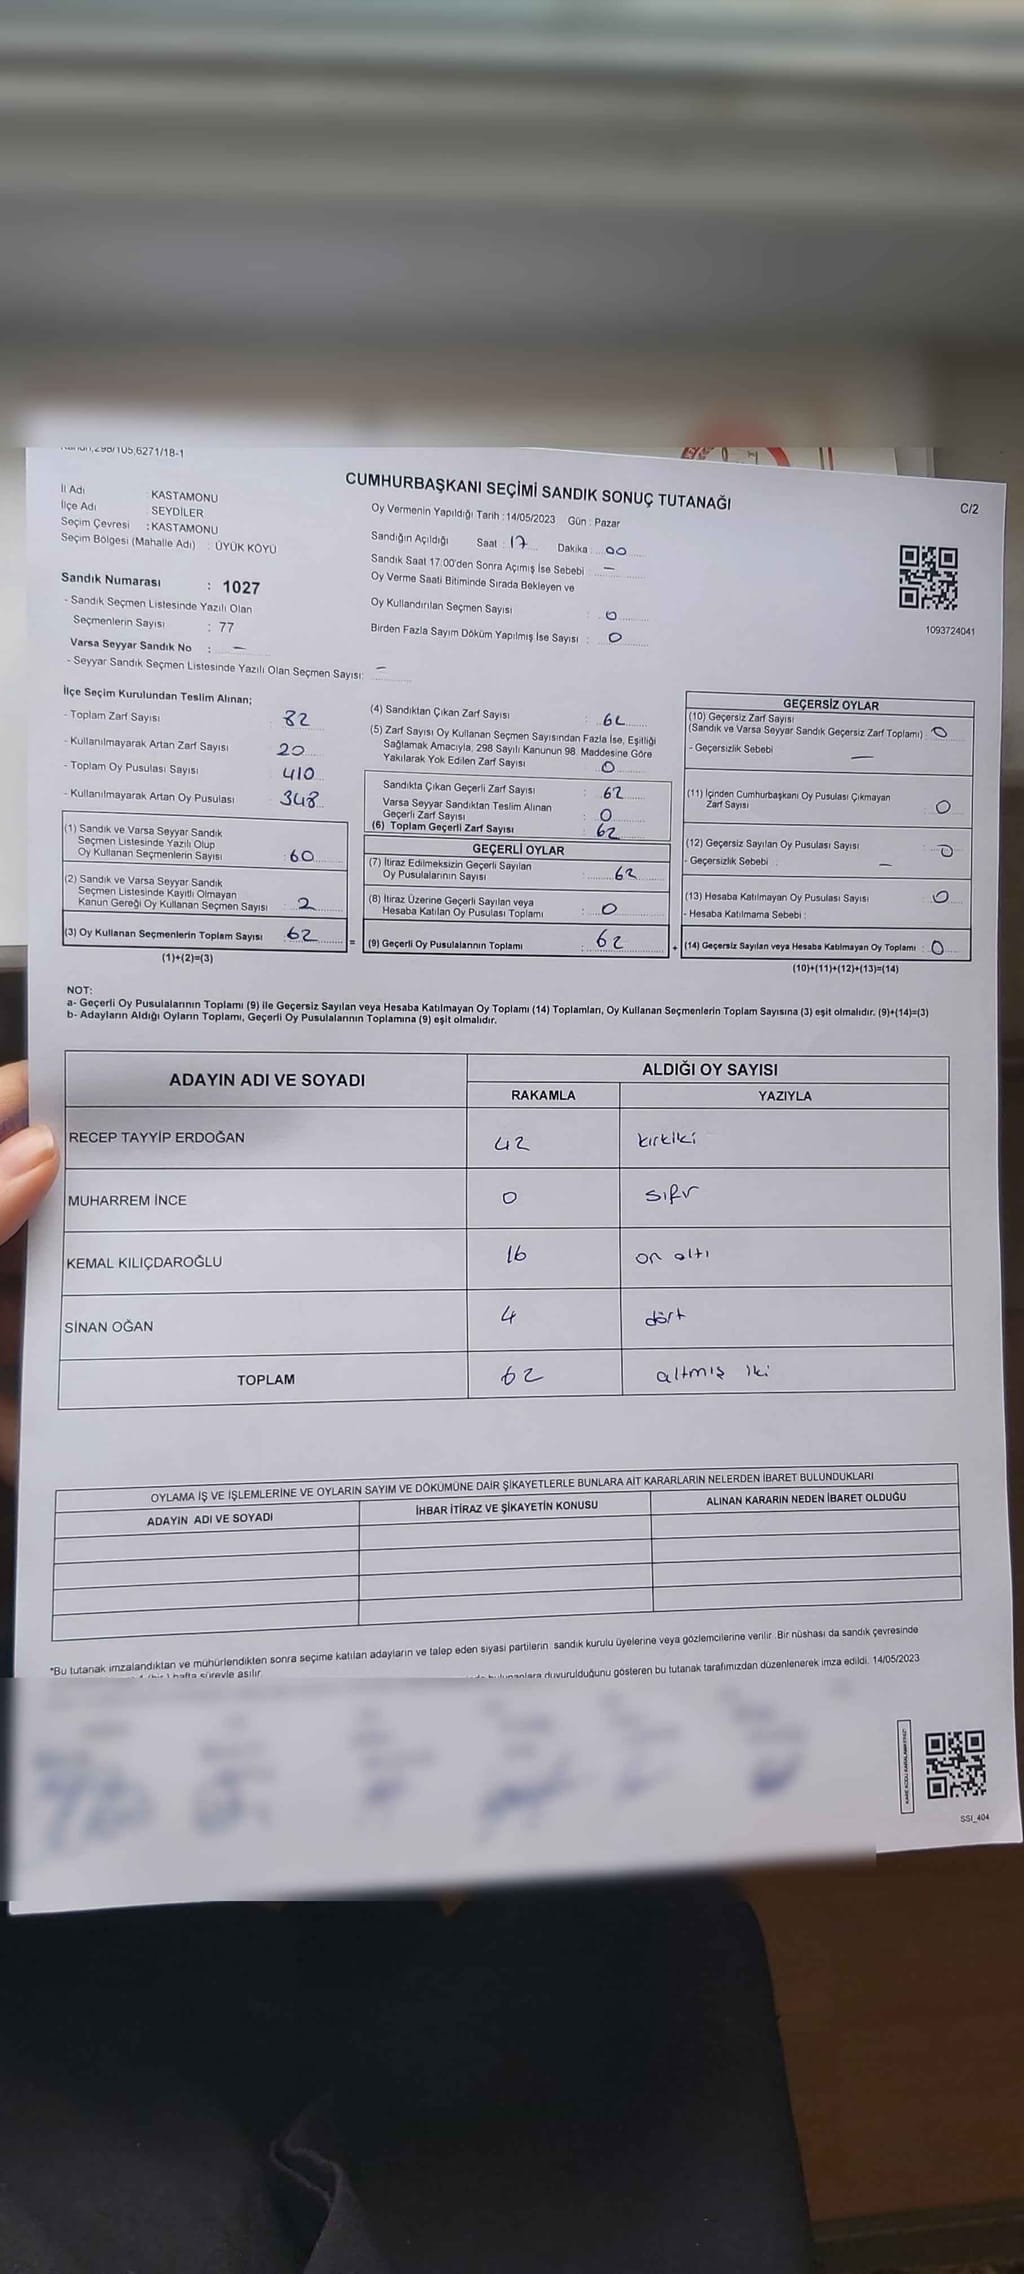 CUMHURBAŞKANI SEÇİMİ SANDIK SONUÇ TUTANAĞI
C/2
İl Adı : KASTAMONU
İlçe Adı SEYDİLER
Seçim Çevresi : KASTAMONU
Seçim Bölgesi (Mahalle Adı) : ÜYÜK KÖYÜ
Sandık Numarası : 1027
- Sandık Seçmen Listesinde Yazılı Olan
Seçmenlerin Sayısı : 77
Varsa Seyyar Sandık No : —
- Seyyar Sandık Seçmen Listesinde Yazılı Olan Seçmen Sayısı: —
Oy Vermenin Yapıldığı Tarih : 14/05/2023 Gün : Pazar
Sandığın Açıldığı Saat : 17 Dakika : 00
Sandık Saat 17:00'den Sonra Açımış İse Sebebi : —
Oy Verme Saati Bitiminde Sırada Bekleyen ve
Oy Kullandırılan Seçmen Sayısı : 0
Birden Fazla Sayım Döküm Yapılmış İse Sayısı : 0
1093724041
İlçe Seçim Kurulundan Teslim Alınan;
- Toplam Zarf Sayısı 82
- Kullanılmayarak Artan Zarf Sayısı 20
- Toplam Oy Pusulası Sayısı 410
- Kullanılmayarak Artan Oy Pusulası 348
(1) Sandık ve Varsa Seyyar Sandık
Seçmen Listesinde Yazılı Olup
Oy Kullanan Seçmenlerin Sayısı : 60
(2) Sandık ve Varsa Seyyar Sandık
Seçmen Listesinde Kayıtlı Olmayan
Kanun Gereği Oy Kullanan Seçmen Sayısı : 2
(3) Oy Kullanan Seçmenlerin Toplam Sayısı : 62
(1)+(2)=(3)
=
(4) Sandıktan Çıkan Zarf Sayısı : 62
(5) Zarf Sayısı Oy Kullanan Seçmen Sayısından Fazla İse, Eşitliği
Sağlamak Amacıyla, 298 Sayılı Kanunun 98. Maddesine Göre
Yakılarak Yok Edilen Zarf Sayısı : 0
Sandıkta Çıkan Geçerli Zarf Sayısı : 62
Varsa Seyyar Sandıktan Teslim Alınan
Geçerli Zarf Sayısı : 0
(6) Toplam Geçerli Zarf Sayısı : 62
GEÇERLİ OYLAR
(7) İtiraz Edilmeksizin Geçerli Sayılan
Oy Pusulalarının Sayısı : 62
(8) İtiraz Üzerine Geçerli Sayılan veya
Hesaba Katılan Oy Pusulası Toplamı : 0
(9) Geçerli Oy Pusulalarının Toplamı : 62
+
GEÇERSİZ OYLAR
(10) Geçersiz Zarf Sayısı
(Sandık ve Varsa Seyyar Sandık Geçersiz Zarf Toplamı) : 0
- Geçersizlik Sebebi
—
(11) İçinden Cumhurbaşkanı Oy Pusulası Çıkmayan
Zarf Sayısı : 0
(12) Geçersiz Sayılan Oy Pusulası Sayısı : 0
- Geçersizlik Sebebi : —
(13) Hesaba Katılmayan Oy Pusulası Sayısı : 0
- Hesaba Katılmama Sebebi :
(14) Geçersiz Sayılan veya Hesaba Katılmayan Oy Toplamı : 0
(10)+(11)+(12)+(13)=(14)
NOT:
a- Geçerli Oy Pusulalarının Toplamı (9) ile Geçersiz Sayılan veya Hesaba Katılmayan Oy Toplamı (14) Toplamları, Oy Kullanan Seçmenlerin Toplam Sayısına (3) eşit olmalıdır. (9)+(14)=(3)
b- Adayların Aldığı Oyların Toplamı, Geçerli Oy Pusulalarının Toplamına (9) eşit olmalıdır.
ADAYIN ADI VE SOYADI
ALDIĞI OY SAYISI
RAKAMLA YAZIYLA
RECEP TAYYİP ERDOĞAN 42 kırkiki
MUHARREM İNCE 0 sıfır
KEMAL KILIÇDAROĞLU 16 on altı
SİNAN OĞAN 4 dört
TOPLAM 62 altmış iki
OYLAMA İŞ VE İŞLEMLERİNE VE OYLARIN SAYIM VE DÖKÜMÜNE DAİR ŞİKAYETLERLE BUNLARA AİT KARARLARIN NELERDEN İBARET BULUNDUKLARI
ADAYIN ADI VE SOYADI İHBAR İTİRAZ VE ŞİKAYETİN KONUSU ALINAN KARARIN NEDEN İBARET OLDUĞU
*Bu tutanak imzalandıktan ve mühürlendikten sonra seçime katılan adayların ve talep eden siyasi partilerin sandık kurulu üyelerine veya gözlemcilerine verilir. Bir nüshası da sandık çevresinde
hafta süreyle asılır.
duyurulduğunu gösteren bu tutanak tarafımızdan düzenlenerek imza edildi. 14/05/2023
SSI_404